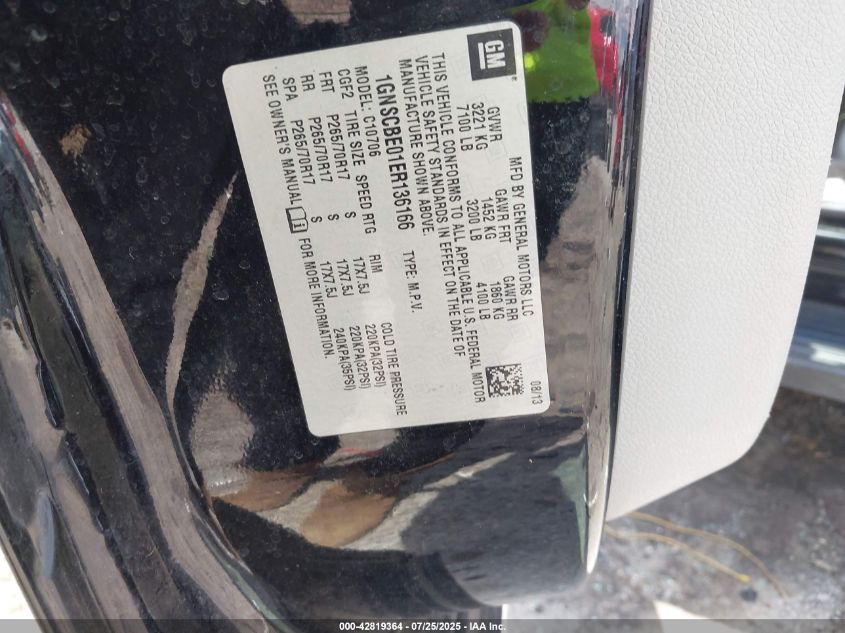 GM
MFD BY GENERAL MOTORS LLC
08/13
GVWR GAWR FRT GAWR RR
3221 KG 1452 KG 1860 KG
7100 LB 3200 LB 4100 LB
THIS VEHICLE CONFORMS TO ALL APPLICABLE U.S. FEDERAL MOTOR
VEHICLE SAFETY STANDARDS IN EFFECT ON THE DATE OF
MANUFACTURE SHOWN ABOVE.
1GNSCBE01ER136166 TYPE: M.P.V.
MODEL: C10706
CGF2 TIRE SIZE SPEED RTG RIM COLD TIRE PRESSURE
FRT P265/70R17 S 17X7.5J 220KPA(32PSI)
RR P265/70R17 S 17X7.5J 220KPA(32PSI)
SPA P265/70R17 S 17X7.5J 240KPA(35PSI)
SEE OWNER'S MANUAL FOR MORE INFORMATION.
000-42819364 / 07/25/2025 - IAA Inc.